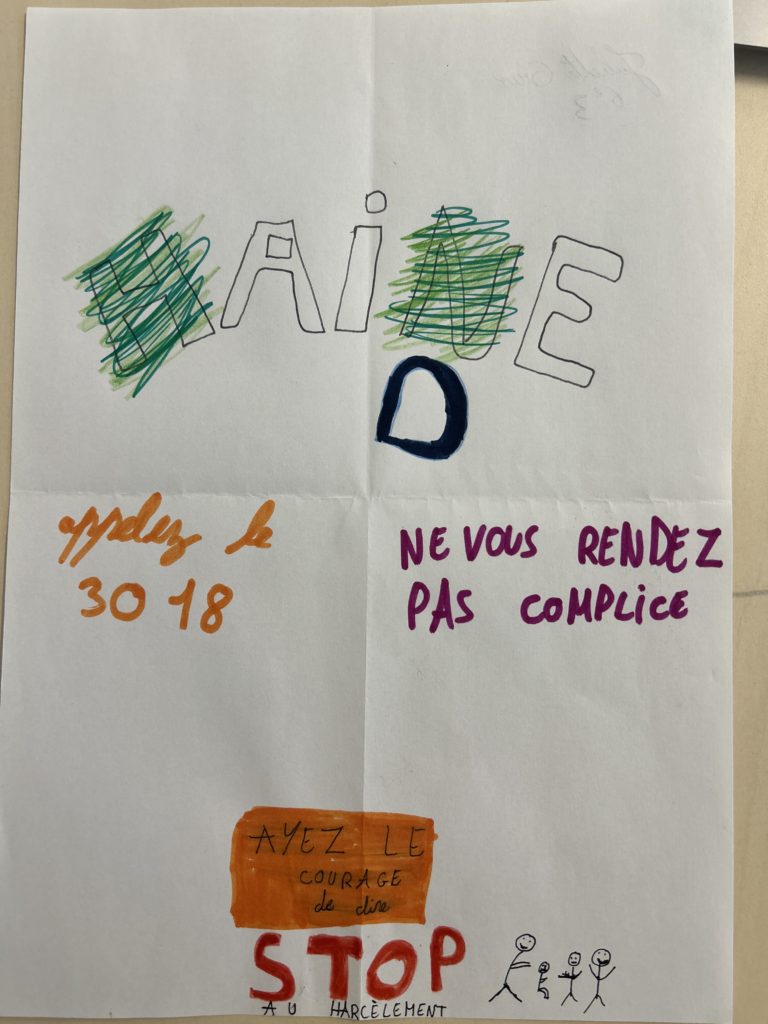 HAiNE
D
appelez le
30 18
NE VOUS RENDEZ
PAS COMPLiCE
AYEZ LE
COURAGE
de dire
STOP
AU HARCÈLEMENT